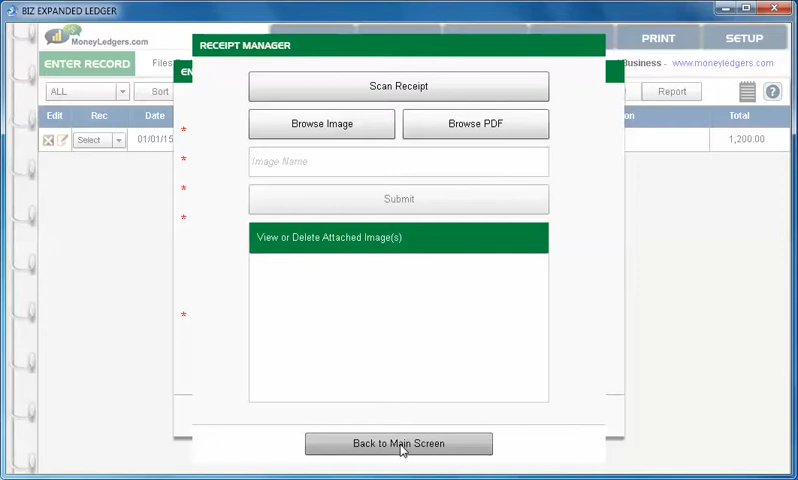 BIZ EXPANDED LEDGER
MoneyLedgers.com
PRINT
SETUP
ENTER RECORD
Files
Business - www.moneyledgers.com
ALL
Sort
Report
Edit
Rec
Date
Total
Select
01/01/15
1,200.00
RECEIPT MANAGER
Scan Receipt
Browse Image
Browse PDF
Image Name
Submit
View or Delete Attached Image(s)
Back to Main Screen